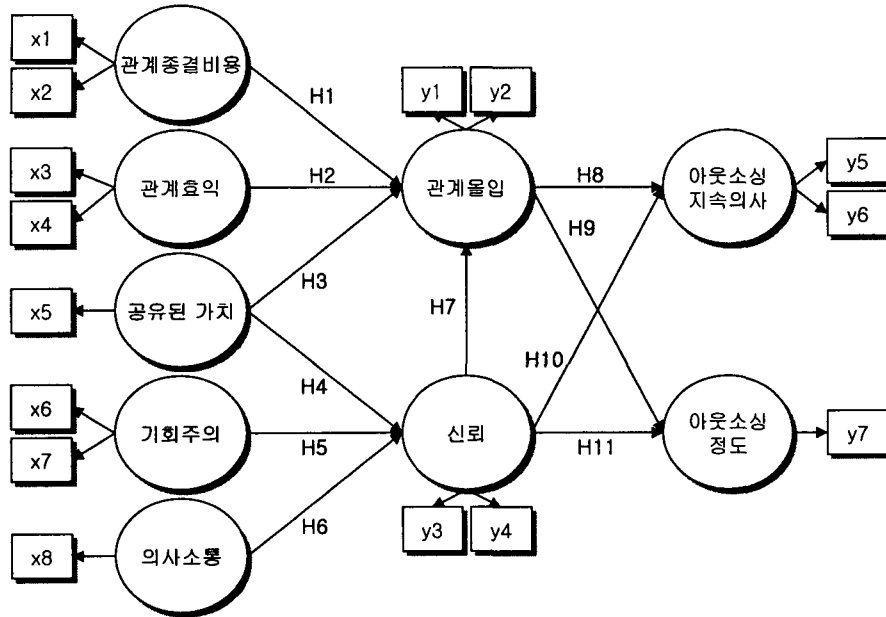 x1
x2
관계종결비용
H1
y1
y2
x3
x4
관계효익
H2
관계몰입
H8
아웃소싱
지속의사
y5
y6
H9
H3
x5
공유된 가치
H7
H10
H4
x6
x7
기회주의
H5
신뢰
H11
아웃소싱
정도
y7
H6
y3
y4
x8
의사소통